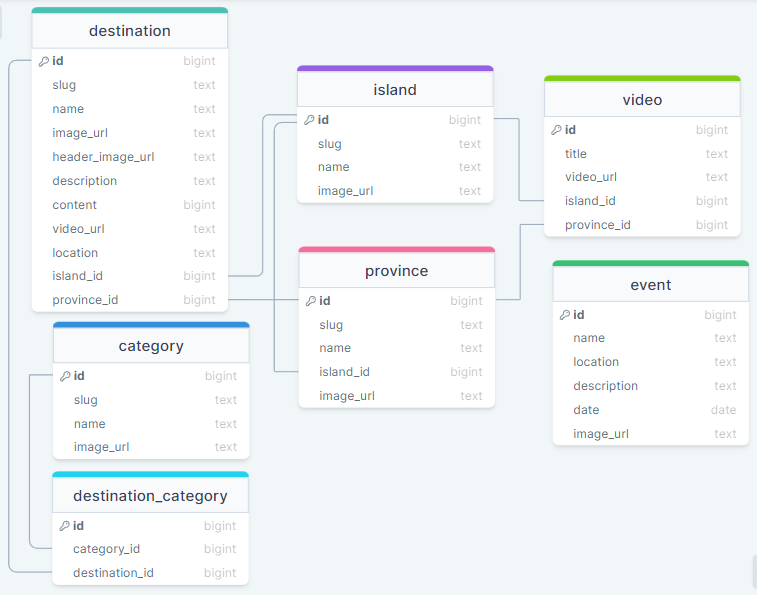 destination
id bigint
slug text
name text
image_url text
header_image_url text
description text
content bigint
video_url text
location text
island_id bigint
province_id bigint
island
id bigint
slug text
name text
image_url text
video
id bigint
title text
video_url text
island_id bigint
province_id bigint
province
id bigint
slug text
name text
island_id bigint
image_url text
event
id bigint
name text
location text
description text
date date
image_url text
category
id bigint
slug text
name text
image_url text
destination_category
id bigint
category_id bigint
destination_id bigint